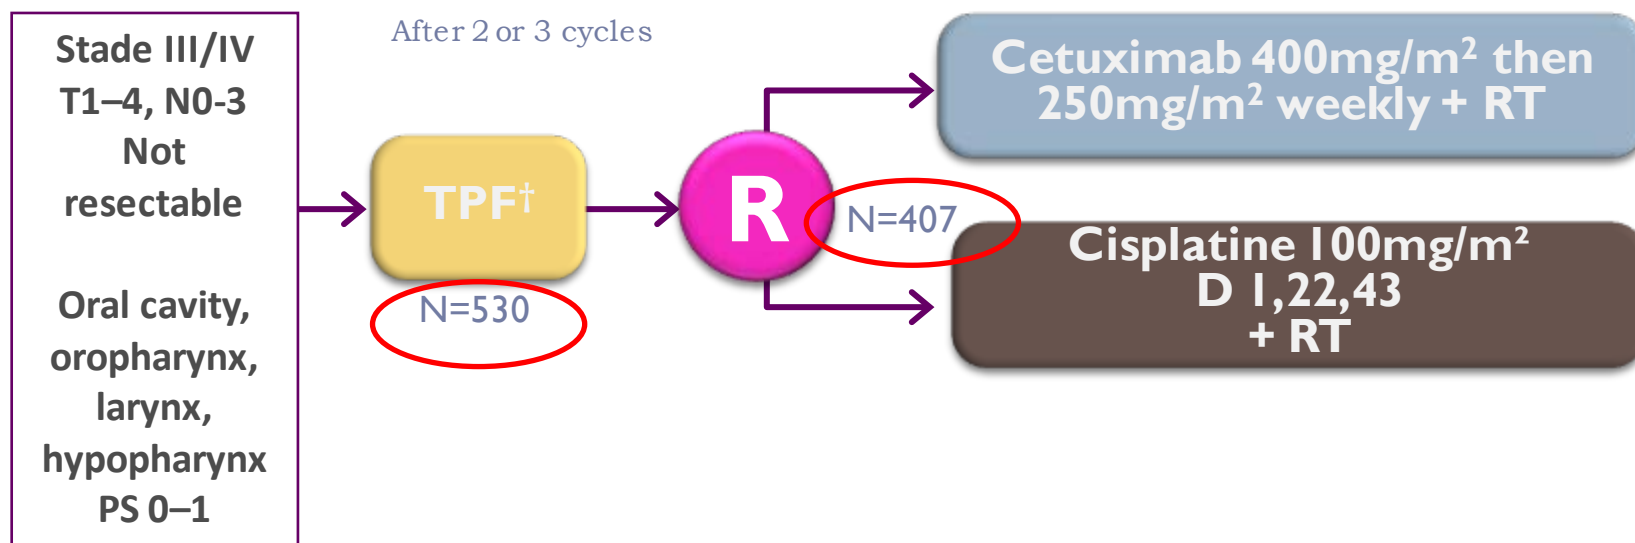 Stade III/IV
T1–4, N0-3
Not
resectable
Oral cavity,
oropharynx,
larynx,
hypopharynx
PS 0–1
After 2 or 3 cycles
TPF†
N=530
R
N=407
Cetuximab 400mg/m² then
250mg/m² weekly + RT
Cisplatine 100mg/m²
D 1,22,43
+ RT